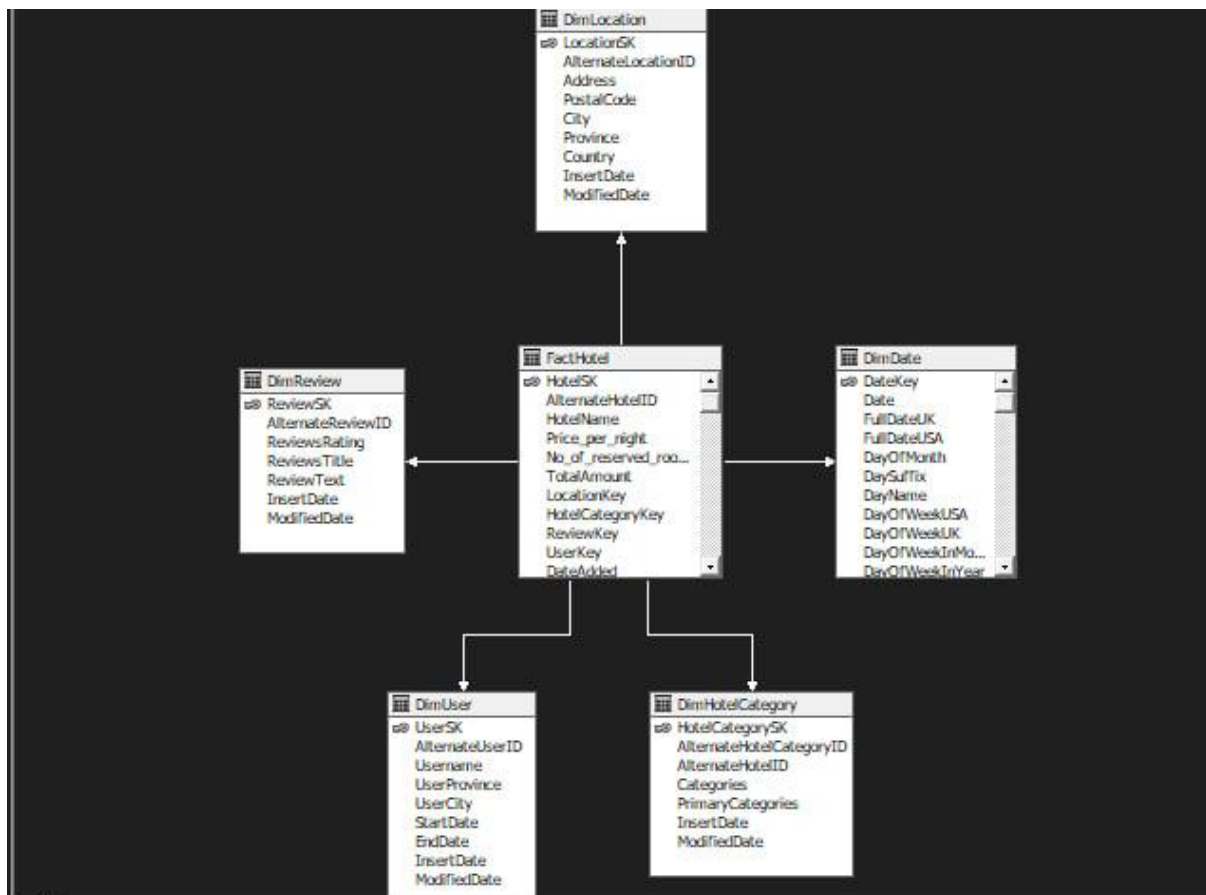 DimLocation
LocationSK
AlternateLocationID
Address
PostalCode
City
Province
Country
InsertDate
ModifiedDate
DimReview
ReviewSK
AlternateReviewID
ReviewsRating
ReviewsTitle
ReviewText
InsertDate
ModifiedDate
FactHotel
HotelSK
AlternateHotelID
HotelName
Price_per_night
No_of_reserved_roo...
TotalAmount
LocationKey
HotelCategoryKey
ReviewKey
UserKey
DateAdded
DimDate
DateKey
Date
FullDateUK
FullDateUSA
DayOfMonth
DaySuffix
DayName
DayOfWeekUSA
DayOfWeekUK
DayOfWeekInMo...
DayOfWeekInYear
DimUser
UserSK
AlternateUserID
Username
UserProvince
UserCity
StartDate
EndDate
InsertDate
ModifiedDate
DimHotelCategory
HotelCategorySK
AlternateHotelCategoryID
AlternateHotelID
Categories
PrimaryCategories
InsertDate
ModifiedDate